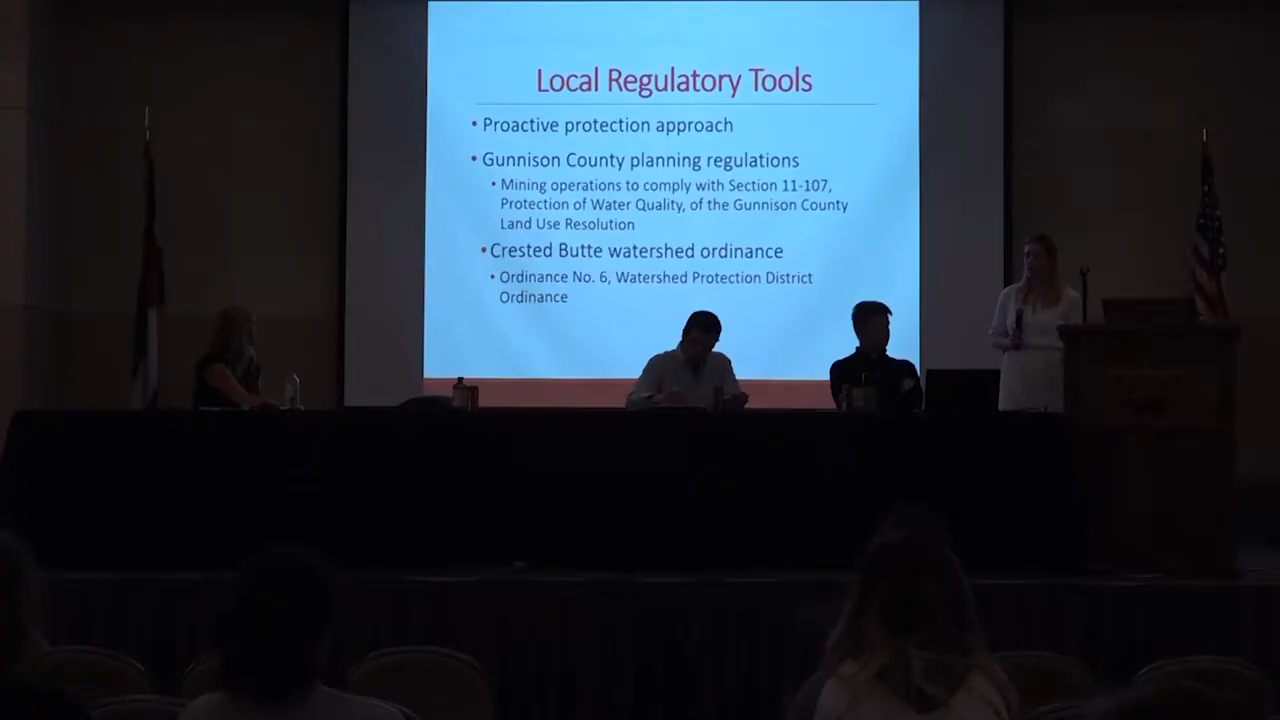 Local Regulatory Tools
• Proactive protection approach
• Gunnison County planning regulations
• Mining operations to comply with Section 11-107,
Protection of Water Quality, of the Gunnison County
Land Use Resolution
• Crested Butte watershed ordinance
• Ordinance No. 6, Watershed Protection District
Ordinance